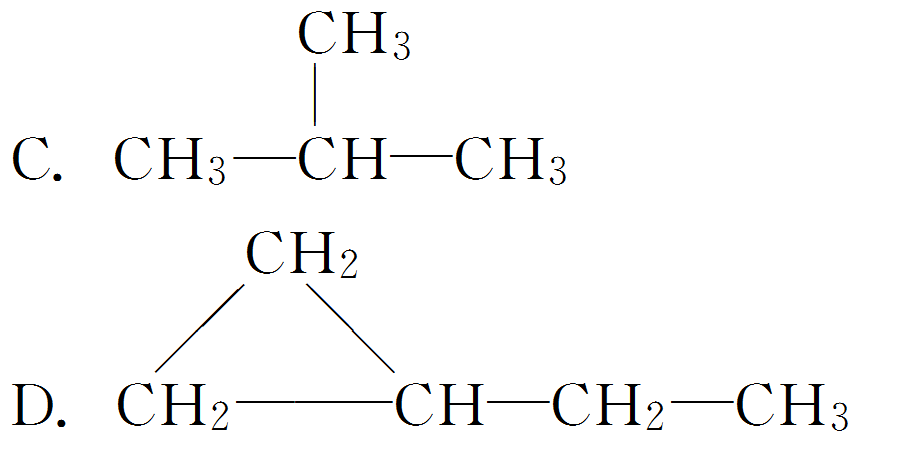 CH₃
C. CH₃—CH—CH₃
CH₂
D. CH₂—CH—CH₂—CH₃